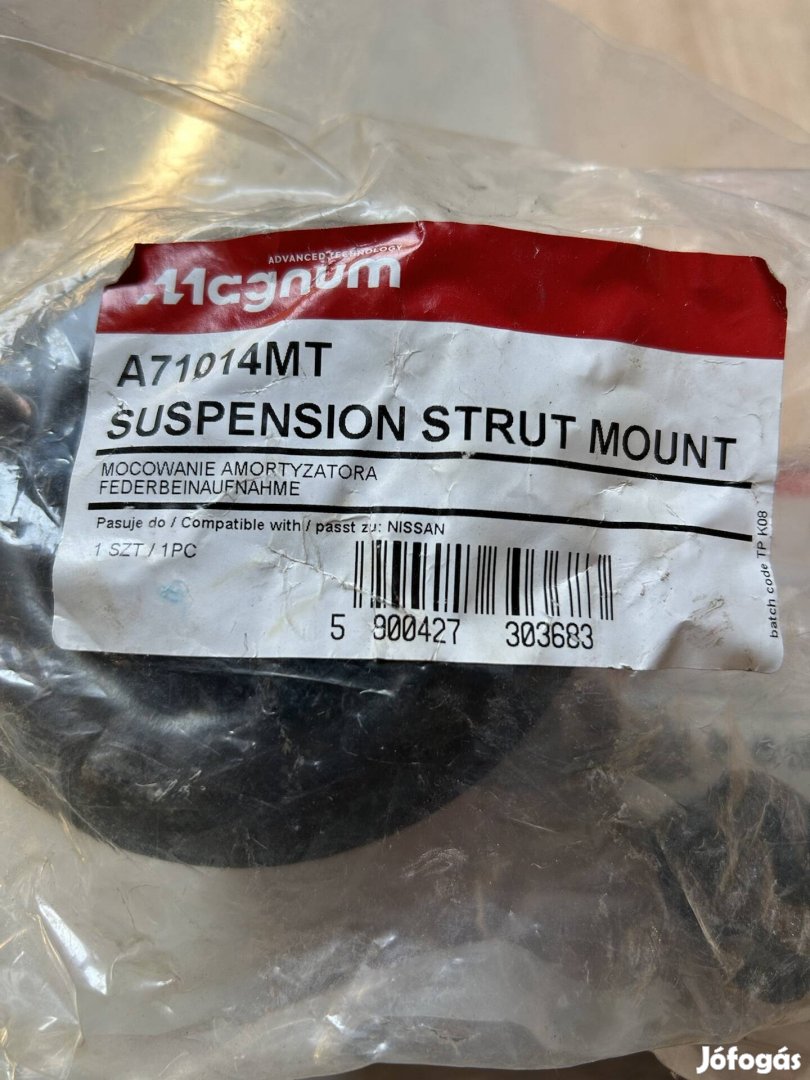 ADVANCED TECHNOLOGY
Magnum
A71014MT
SUSPENSION STRUT MOUNT
MOCOWANIE AMORTYZATORA
FEDERBEINAUFNAHME
Pasuje do / Compatible with / passt zu: NISSAN
1 SZT / 1PC
5 900427 303683
batch code TP K08
Jófogás